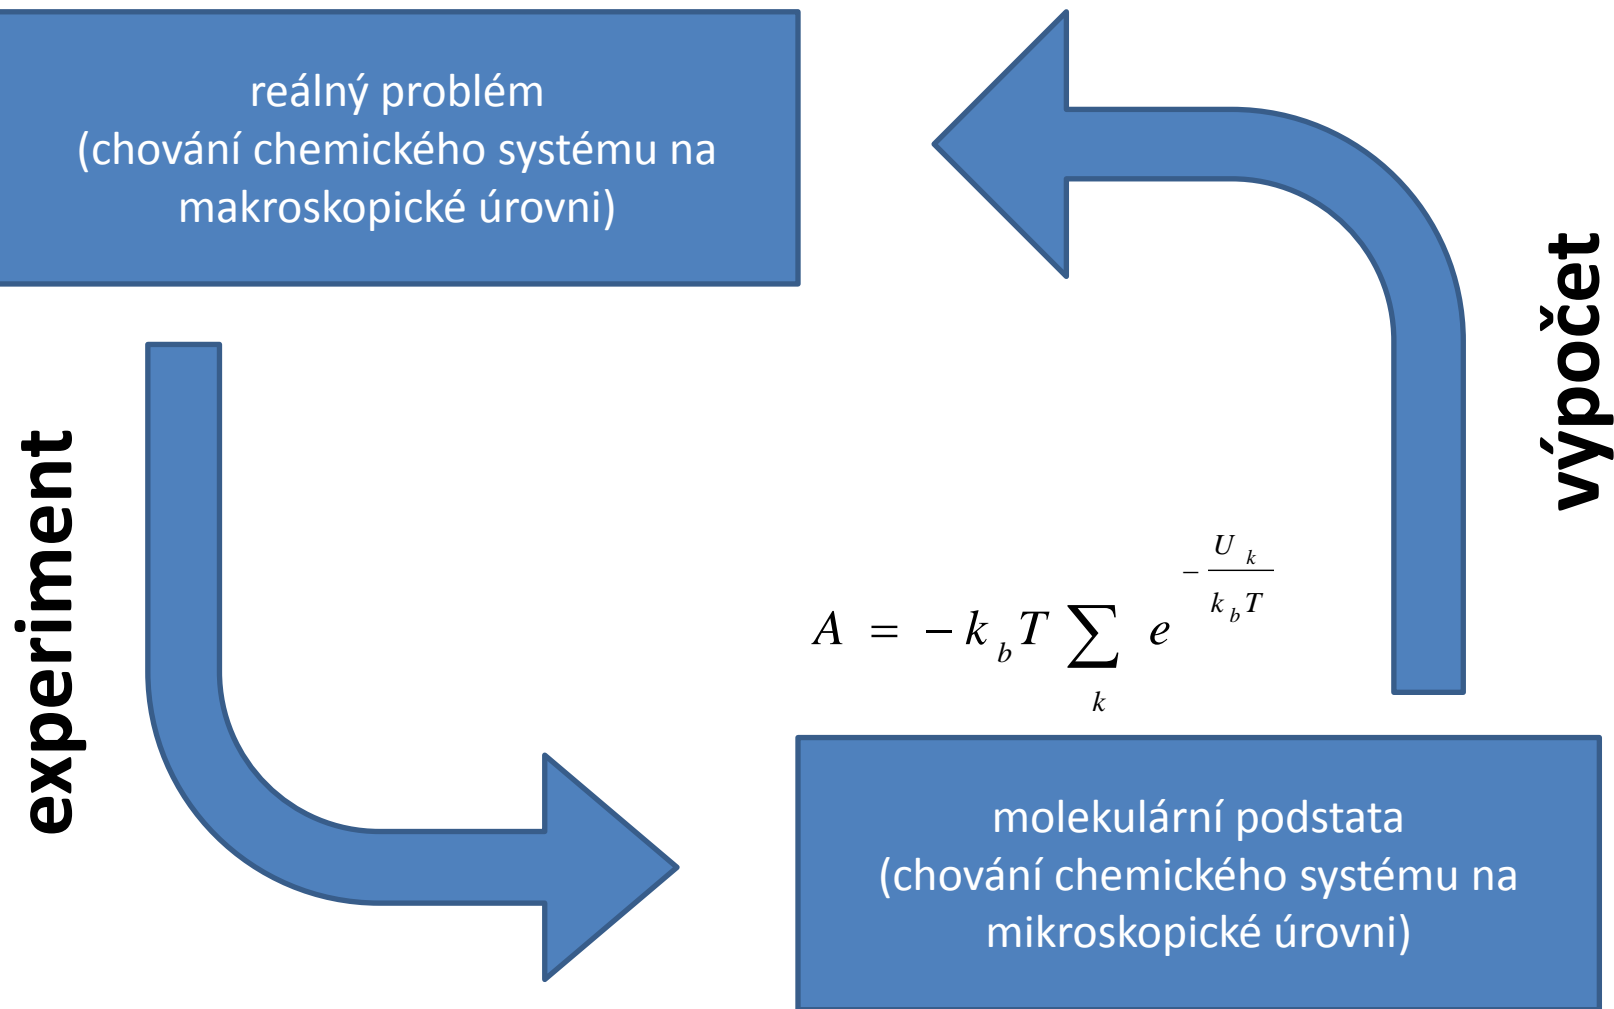 reálný problém
(chování chemického systému na
makroskopické úrovni)
výpočet
experiment
A = − k_b T ∑_k e^{− U_k / k_b T}
molekulární podstata
(chování chemického systému na
mikroskopické úrovni)